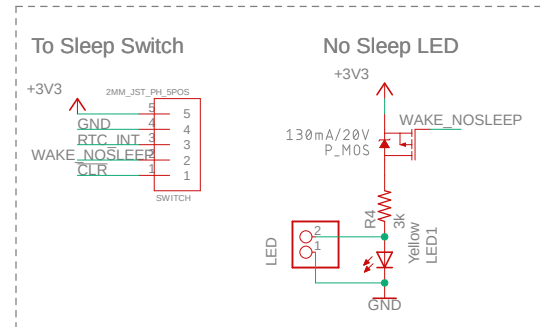 To Sleep Switch
No Sleep LED
+3V3
2MM_JST_PH_5POS
5 5
GND 4 4
RTC_INT 3 3
WAKE_NOSLEEP 2 2
CLR 1 1
SWITCH
+3V3
WAKE_NOSLEEP
130mA/20V
P_MOS
R4
3k
LED
2
1
Yellow
LED1
GND